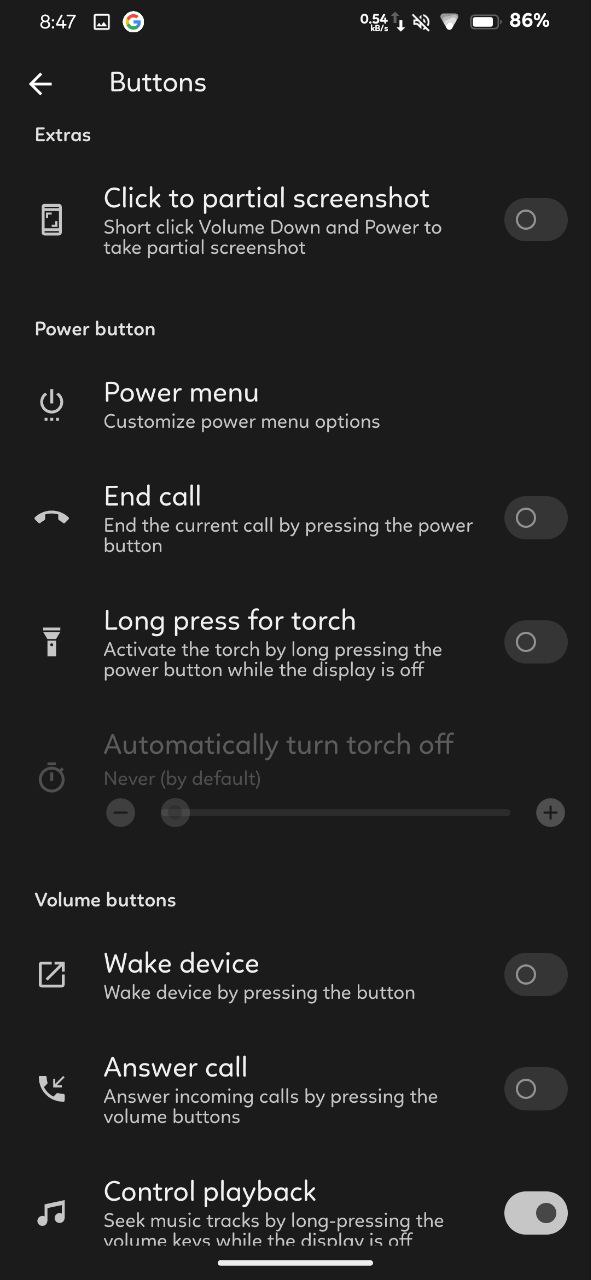 8:47
0.54 kB/s
86%
Buttons
Extras
Click to partial screenshot
Short click Volume Down and Power to
take partial screenshot
Power button
Power menu
Customize power menu options
End call
End the current call by pressing the power
button
Long press for torch
Activate the torch by long pressing the
power button while the display is off
Automatically turn torch off
Never (by default)
Volume buttons
Wake device
Wake device by pressing the button
Answer call
Answer incoming calls by pressing the
volume buttons
Control playback
Seek music tracks by long-pressing the
volume keys while the display is off